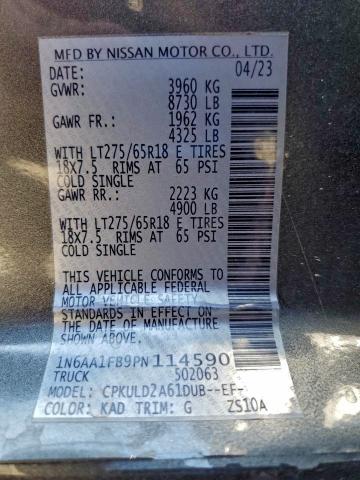 MFD BY NISSAN MOTOR CO., LTD.
DATE: 04/23
GVWR: 3960 KG
8730 LB
GAWR FR.: 1962 KG
4325 LB
WITH LT275/65R18 E TIRES
18X7.5 RIMS AT 65 PSI
COLD SINGLE
GAWR RR.: 2223 KG
4900 LB
WITH LT275/65R18 E TIRES
18X7.5 RIMS AT 65 PSI
COLD SINGLE
THIS VEHICLE CONFORMS TO
ALL APPLICABLE FEDERAL
MOTOR VEHICLE SAFETY
STANDARDS IN EFFECT ON
THE DATE OF MANUFACTURE
SHOWN ABOVE.
1N6AA1FB9PN114590
TRUCK 502063
MODEL: CPKULD2A61DUB--EF-
COLOR: KAD TRIM: G ZS10A